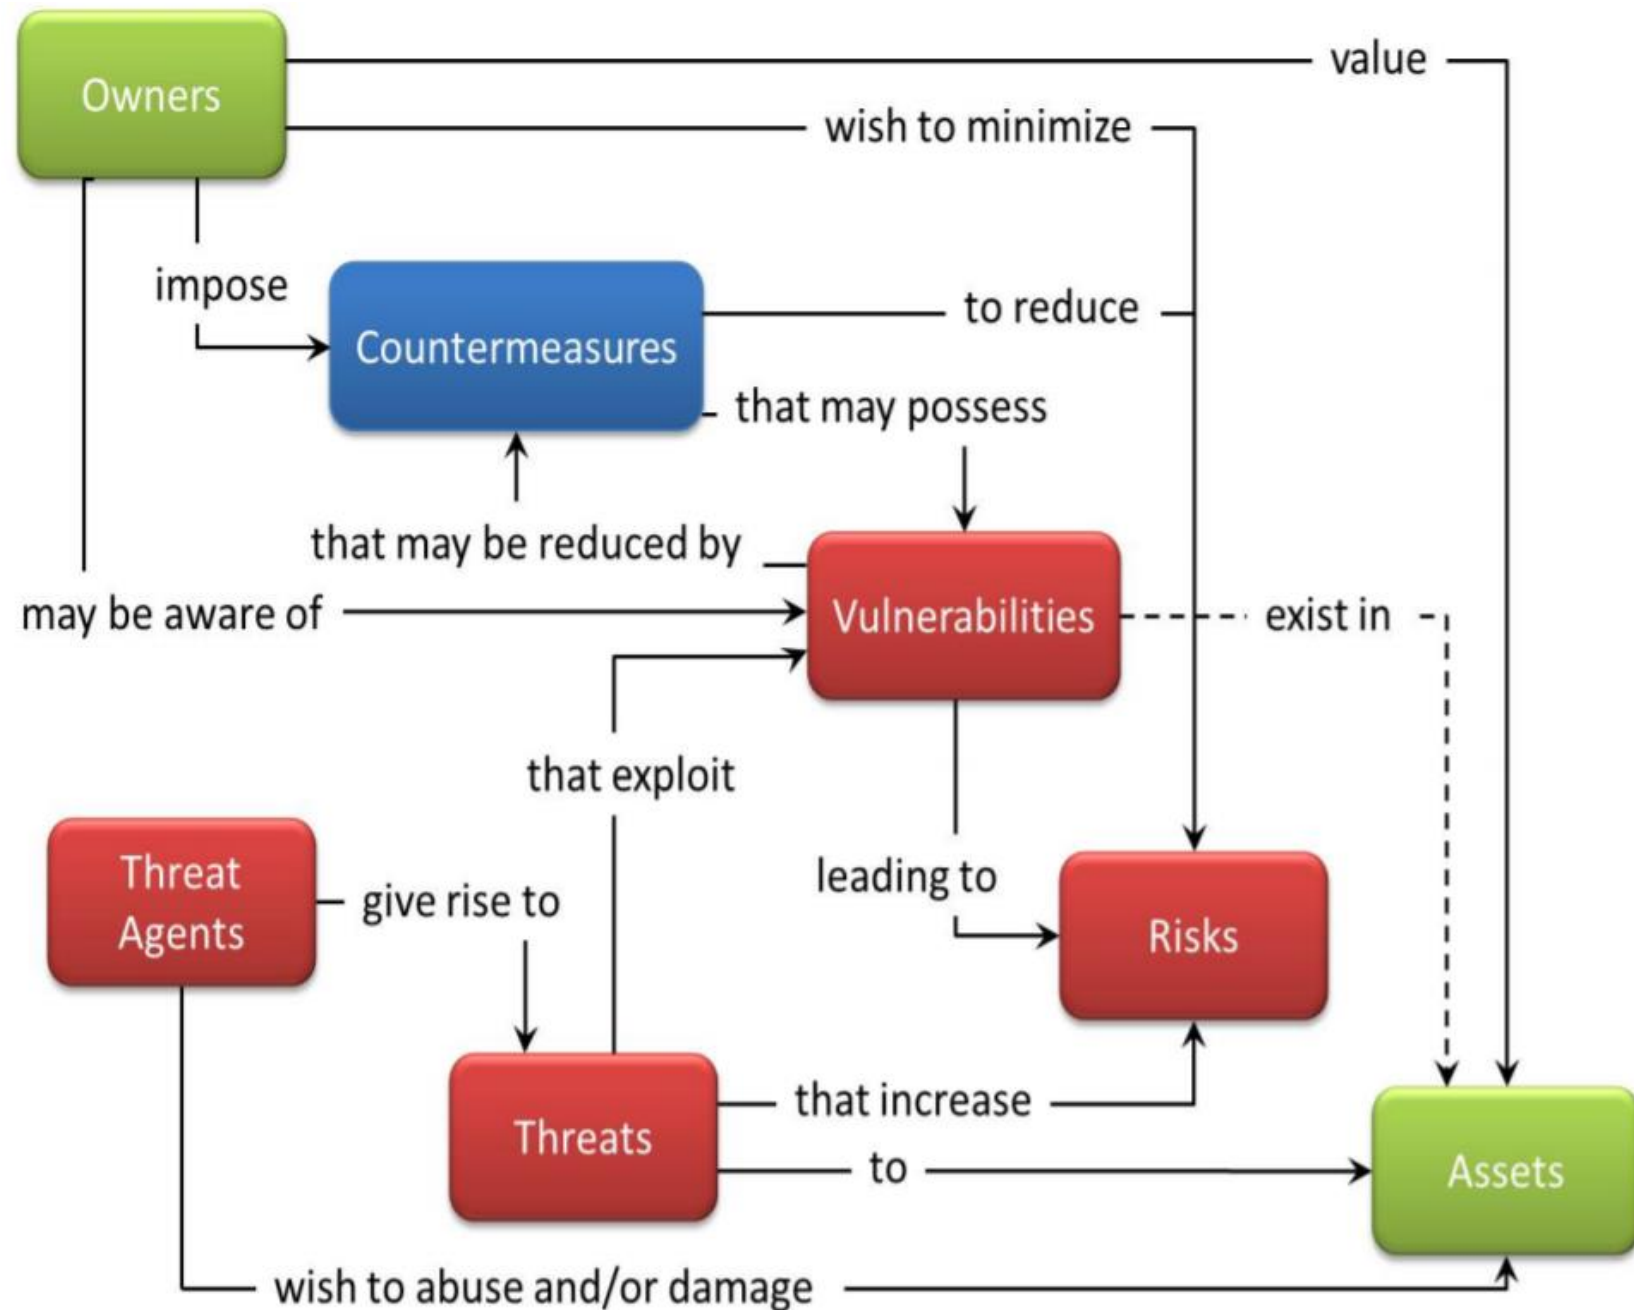 value
Owners
wish to minimize
impose
to reduce
Countermeasures
that may possess
that may be reduced by
may be aware of
Vulnerabilities
exist in
that exploit
Threat
Agents
give rise to
leading to
Risks
that increase
Threats
to
Assets
wish to abuse and/or damage